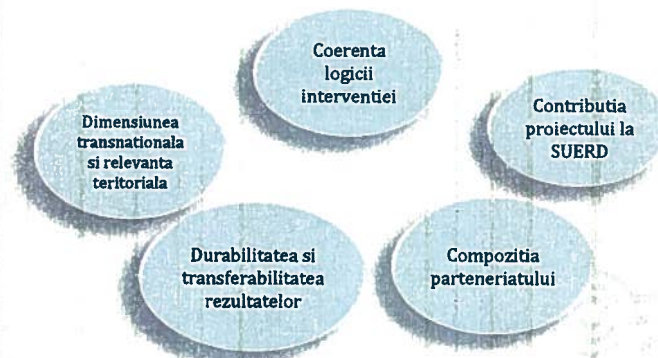 Coerenta
logicii
interventiei
Contributia
proiectului la
SUERD
Dimensiunea
transnationala
si relevanta
teritoriala
Durabilitatea si
transferabilitatea
rezultatelor
Compozitia
parteneriatului